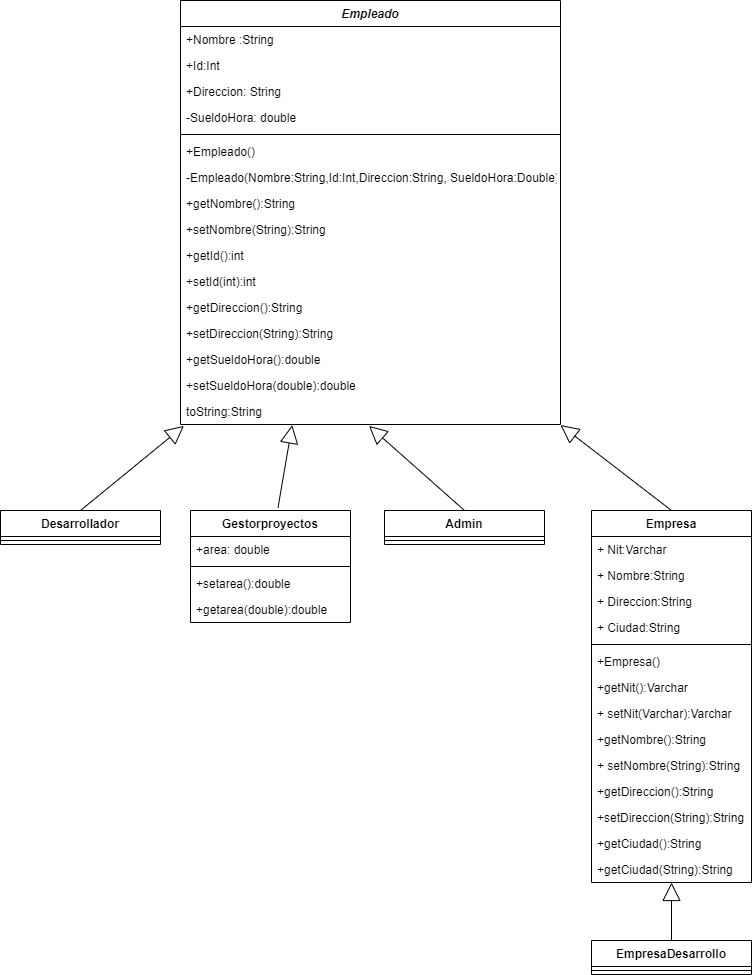 Empleado
+Nombre :String
+Id:Int
+Direccion: String
-SueldoHora: double
+Empleado()
-Empleado(Nombre:String,Id:Int,Direccion:String, SueldoHora:Double)
+getNombre():String
+setNombre(String):String
+getId():int
+setId(int):int
+getDireccion():String
+setDireccion(String):String
+getSueldoHora():double
+setSueldoHora(double):double
toString:String
Desarrollador
Gestorproyectos
+area: double
+setarea():double
+getarea(double):double
Admin
Empresa
+ Nit:Varchar
+ Nombre:String
+ Direccion:String
+ Ciudad:String
+Empresa()
+getNit():Varchar
+ setNit(Varchar):Varchar
+getNombre():String
+ setNombre(String):String
+getDireccion():String
+setDireccion(String):String
+getCiudad():String
+getCiudad(String):String
EmpresaDesarrollo